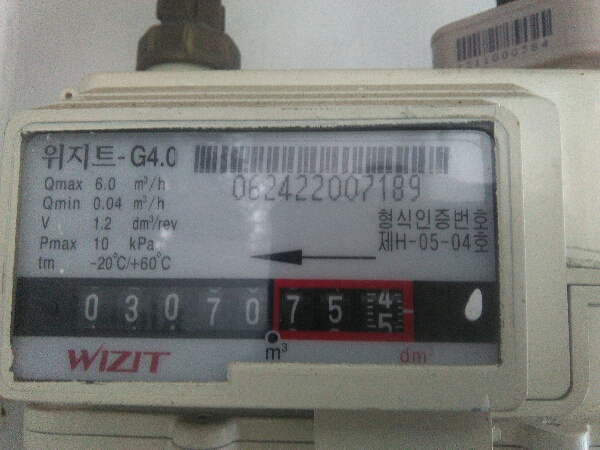 위지트-G4.0
Qmax 6.0 m³/h
Qmin 0.04 m³/h
V 1.2 dm³/rev
Pmax 10 kPa
tm -20°C/+60°C
062422007189
형식인증번호
제H-05-04호
0 3 0 7 0 7 5 4
5
m³ dm³
WIZIT